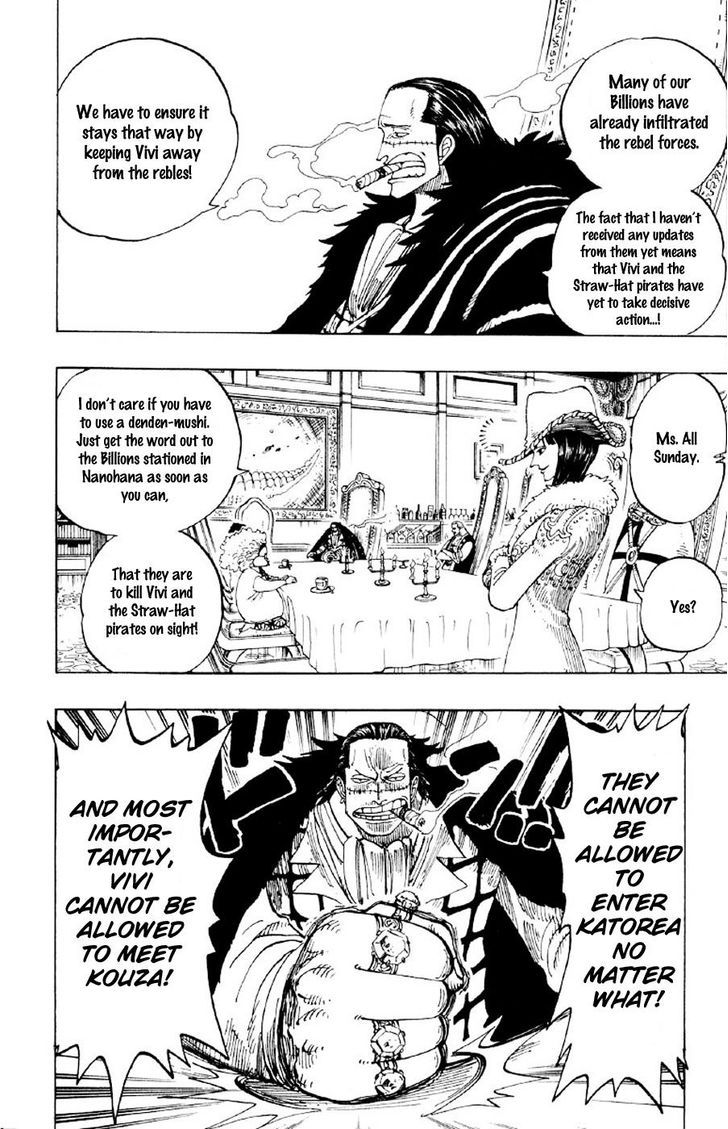 Many of our
Billions have
already infiltrated
the rebel forces.
The fact that I haven't
received any updates
from them yet means
that Vivi and the
Straw-Hat pirates have
yet to take decisive
action...!
We have to ensure it
stays that way by
keeping Vivi away
from the rebles!
Ms. All
Sunday.
Yes?
I don't care if you have
to use a denden-mushi.
Just get the word out to
the Billions stationed in
Nanohana as soon as
you can,
That they are
to kill Vivi and
the Straw-Hat
pirates on sight!
THEY
CANNOT
BE
ALLOWED
TO
ENTER
KATOREA
NO
MATTER
WHAT!
AND MOST
IMPOR-
TANTLY,
VIVI
CANNOT BE
ALLOWED
TO MEET
KOUZA!